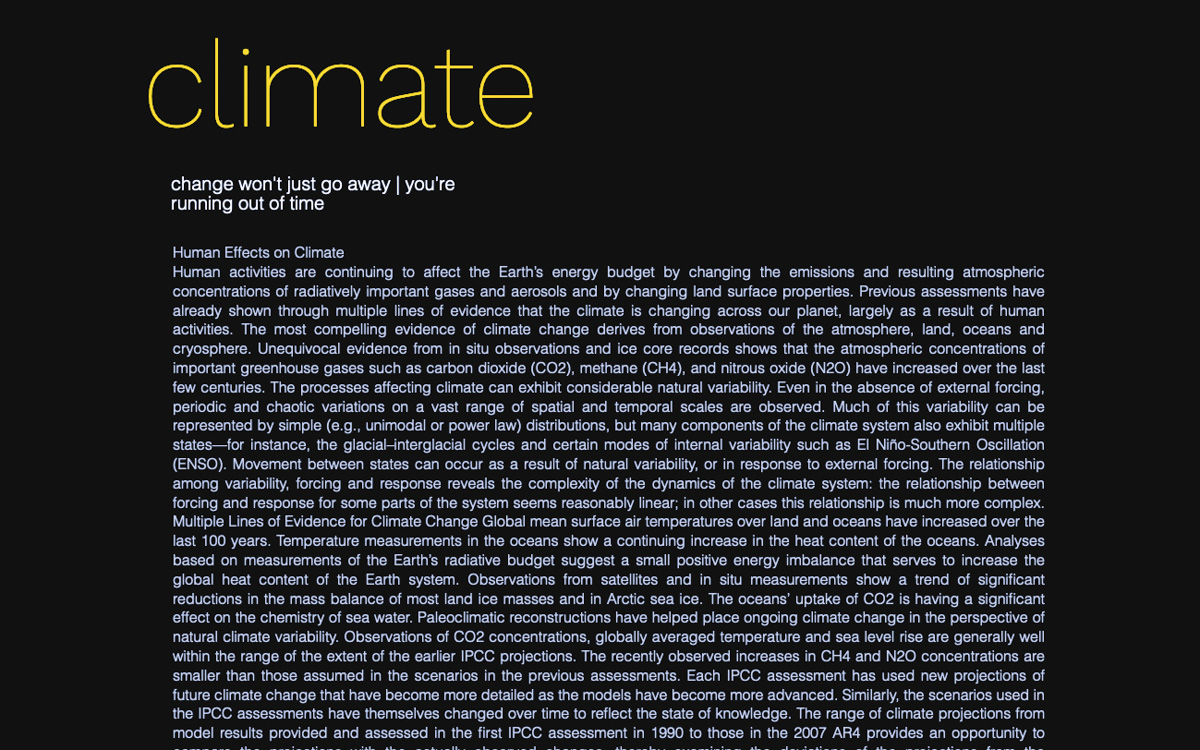 climate
change won't just go away | you're
running out of time
Human Effects on Climate
Human activities are continuing to affect the Earth's energy budget by changing the emissions and resulting atmospheric
concentrations of radiatively important gases and aerosols and by changing land surface properties. Previous assessments have
already shown through multiple lines of evidence that the climate is changing across our planet, largely as a result of human
activities. The most compelling evidence of climate change derives from observations of the atmosphere, land, oceans and
cryosphere. Unequivocal evidence from in situ observations and ice core records shows that the atmospheric concentrations of
important greenhouse gases such as carbon dioxide (CO2), methane (CH4), and nitrous oxide (N2O) have increased over the last
few centuries. The processes affecting climate can exhibit considerable natural variability. Even in the absence of external forcing,
periodic and chaotic variations on a vast range of spatial and temporal scales are observed. Much of this variability can be
represented by simple (e.g., unimodal or power law) distributions, but many components of the climate system also exhibit multiple
states—for instance, the glacial–interglacial cycles and certain modes of internal variability such as El Niño-Southern Oscillation
(ENSO). Movement between states can occur as a result of natural variability, or in response to external forcing. The relationship
among variability, forcing and response reveals the complexity of the dynamics of the climate system: the relationship between
forcing and response for some parts of the system seems reasonably linear; in other cases this relationship is much more complex.
Multiple Lines of Evidence for Climate Change Global mean surface air temperatures over land and oceans have increased over the
last 100 years. Temperature measurements in the oceans show a continuing increase in the heat content of the oceans. Analyses
based on measurements of the Earth's radiative budget suggest a small positive energy imbalance that serves to increase the
global heat content of the Earth system. Observations from satellites and in situ measurements show a trend of significant
reductions in the mass balance of most land ice masses and in Arctic sea ice. The oceans' uptake of CO2 is having a significant
effect on the chemistry of sea water. Paleoclimatic reconstructions have helped place ongoing climate change in the perspective of
natural climate variability. Observations of CO2 concentrations, globally averaged temperature and sea level rise are generally well
within the range of the extent of the earlier IPCC projections. The recently observed increases in CH4 and N2O concentrations are
smaller than those assumed in the scenarios in the previous assessments. Each IPCC assessment has used new projections of
future climate change that have become more detailed as the models have become more advanced. Similarly, the scenarios used in
the IPCC assessments have themselves changed over time to reflect the state of knowledge. The range of climate projections from
model results provided and assessed in the first IPCC assessment in 1990 to those in the 2007 AR4 provides an opportunity to
compare the projections with the actually observed changes, thereby examining the deviations of the projections from the